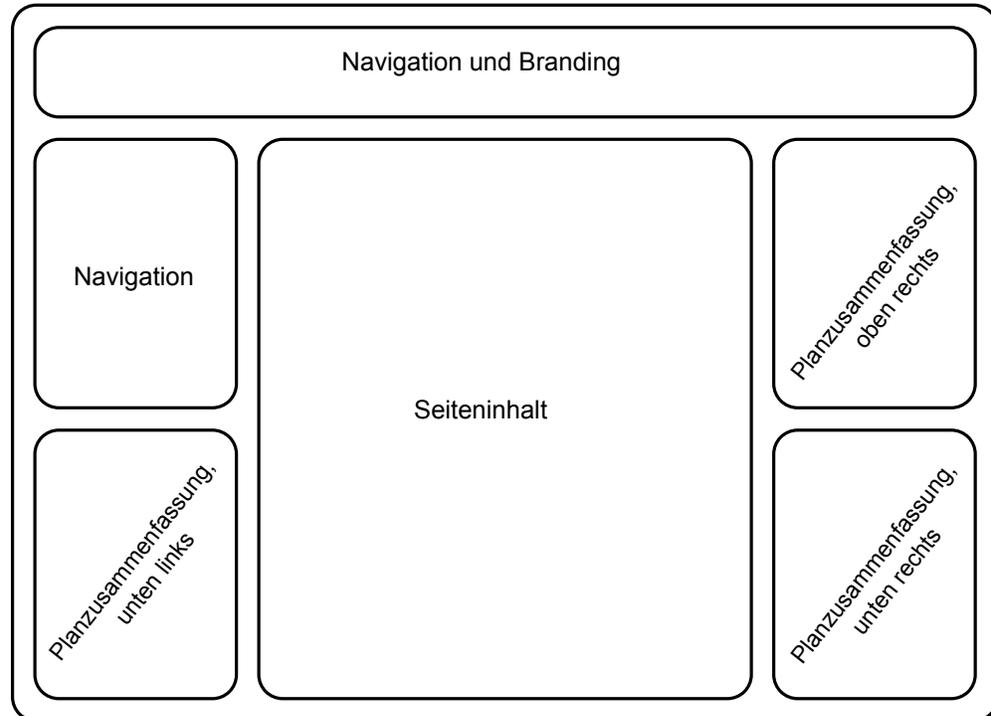 Navigation und Branding
Navigation
Seiteninhalt
Planzusammenfassung,
oben rechts
Planzusammenfassung,
unten links
Planzusammenfassung,
unten rechts